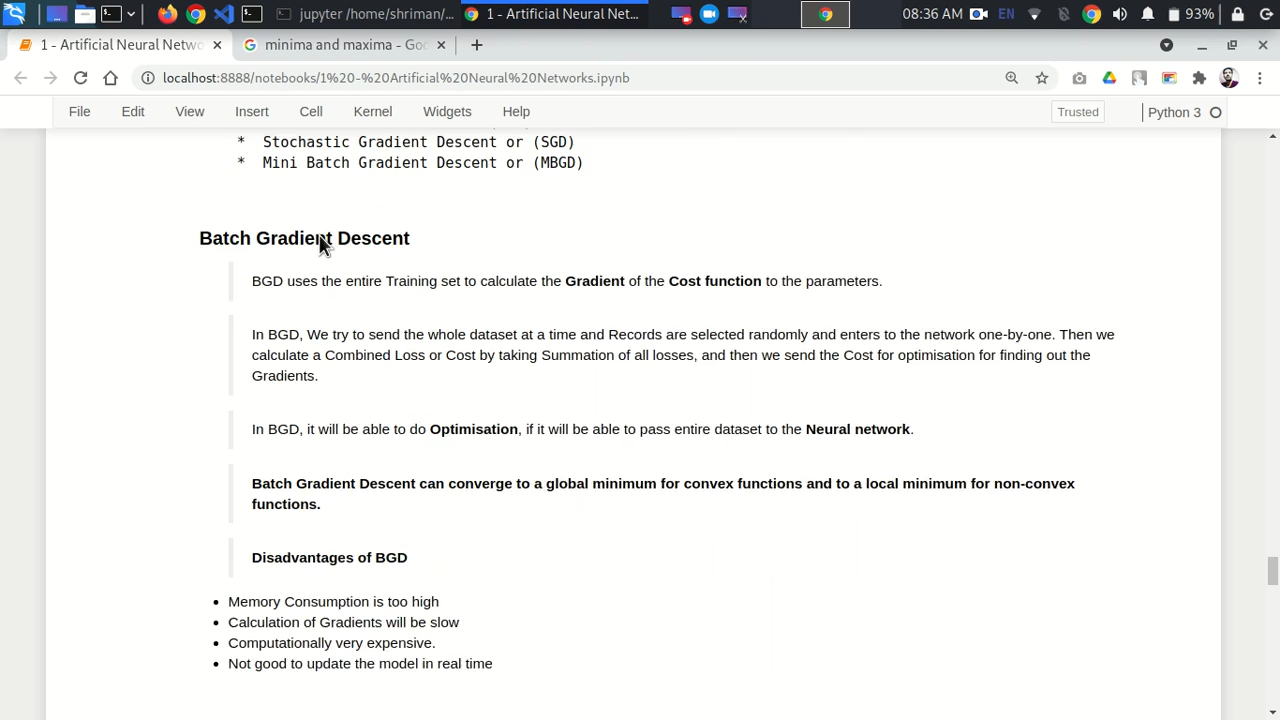 jupyter /home/shriman/...
1 - Artificial Neural Net...
08:36 AM
EN
93%
1 - Artificial Neural Netwo
minima and maxima - Goo
localhost:8888/notebooks/1%20-%20Artificial%20Neural%20Networks.ipynb
File Edit View Insert Cell Kernel Widgets Help
Trusted
Python 3
* Stochastic Gradient Descent or (SGD)
* Mini Batch Gradient Descent or (MBGD)
Batch Gradient Descent
BGD uses the entire Training set to calculate the Gradient of the Cost function to the parameters.
In BGD, We try to send the whole dataset at a time and Records are selected randomly and enters to the network one-by-one. Then we
calculate a Combined Loss or Cost by taking Summation of all losses, and then we send the Cost for optimisation for finding out the
Gradients.
In BGD, it will be able to do Optimisation, if it will be able to pass entire dataset to the Neural network.
Batch Gradient Descent can converge to a global minimum for convex functions and to a local minimum for non-convex
functions.
Disadvantages of BGD
• Memory Consumption is too high
• Calculation of Gradients will be slow
• Computationally very expensive.
• Not good to update the model in real time